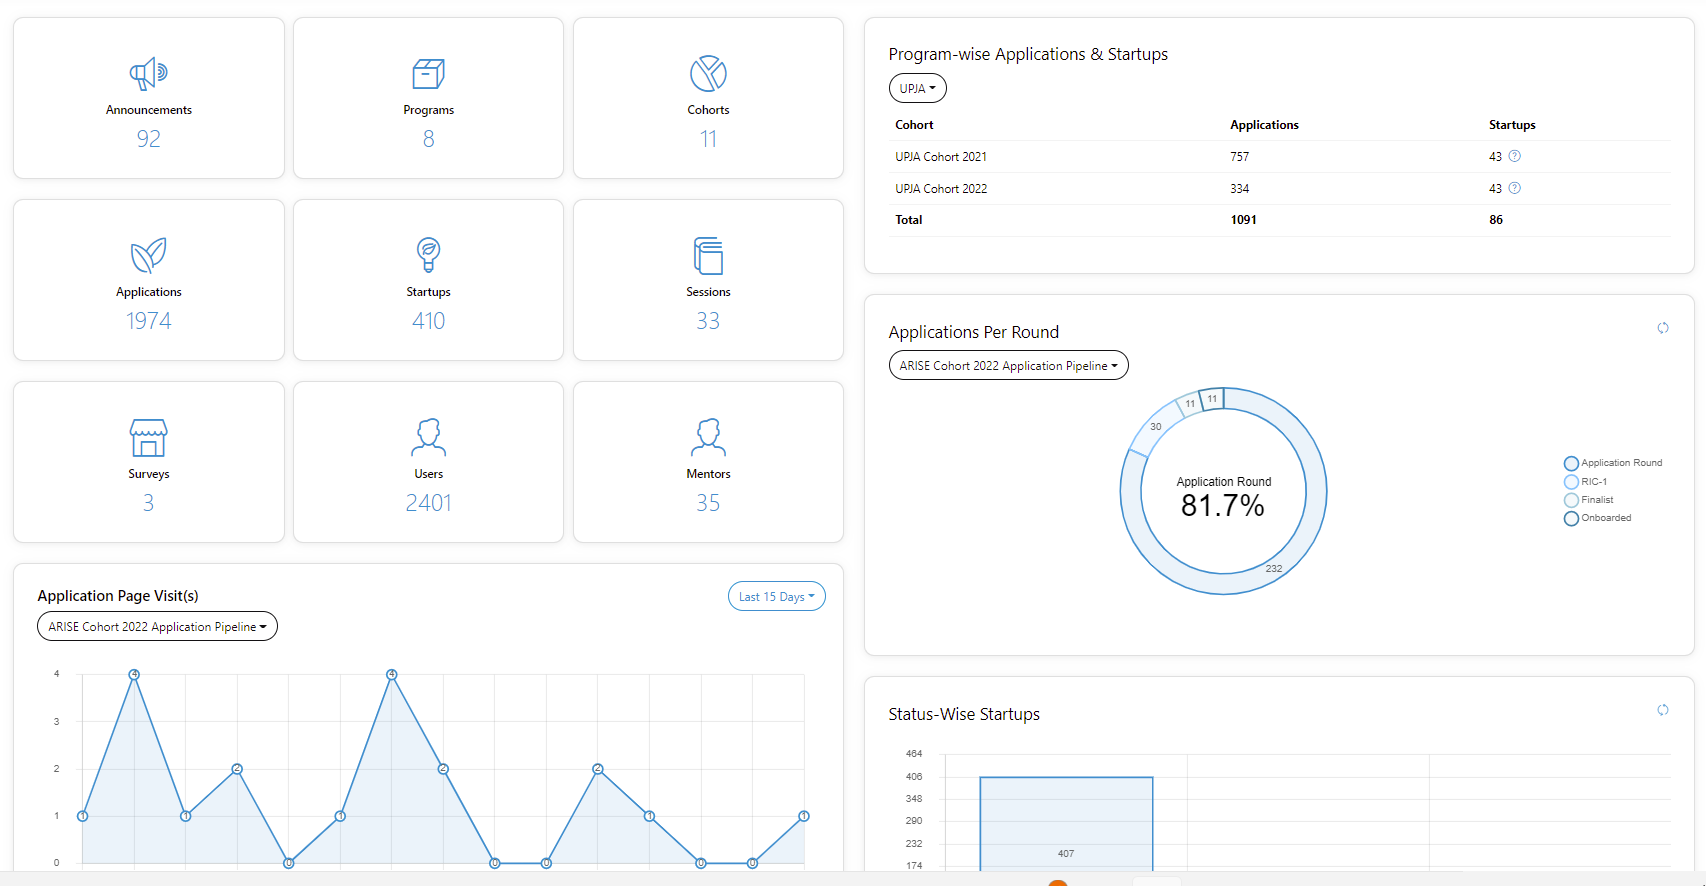 Announcements
92
Programs
8
Cohorts
11
Applications
1974
Startups
410
Sessions
33
Surveys
3
Users
2401
Mentors
35
Application Page Visit(s)
Last 15 Days
ARISE Cohort 2022 Application Pipeline
4
3
2
1
0
1
4
1
2
0
1
4
2
0
0
2
1
0
0
1
Program-wise Applications & Startups
UPJA
Cohort Applications Startups
UPJA Cohort 2021 757 43 ?
UPJA Cohort 2022 334 43 ?
Total 1091 86
Applications Per Round
ARISE Cohort 2022 Application Pipeline
11
11
30
Application Round
81.7%
232
Application Round
RIC-1
Finalist
Onboarded
Status-Wise Startups
464
406
348
290
232
174
407